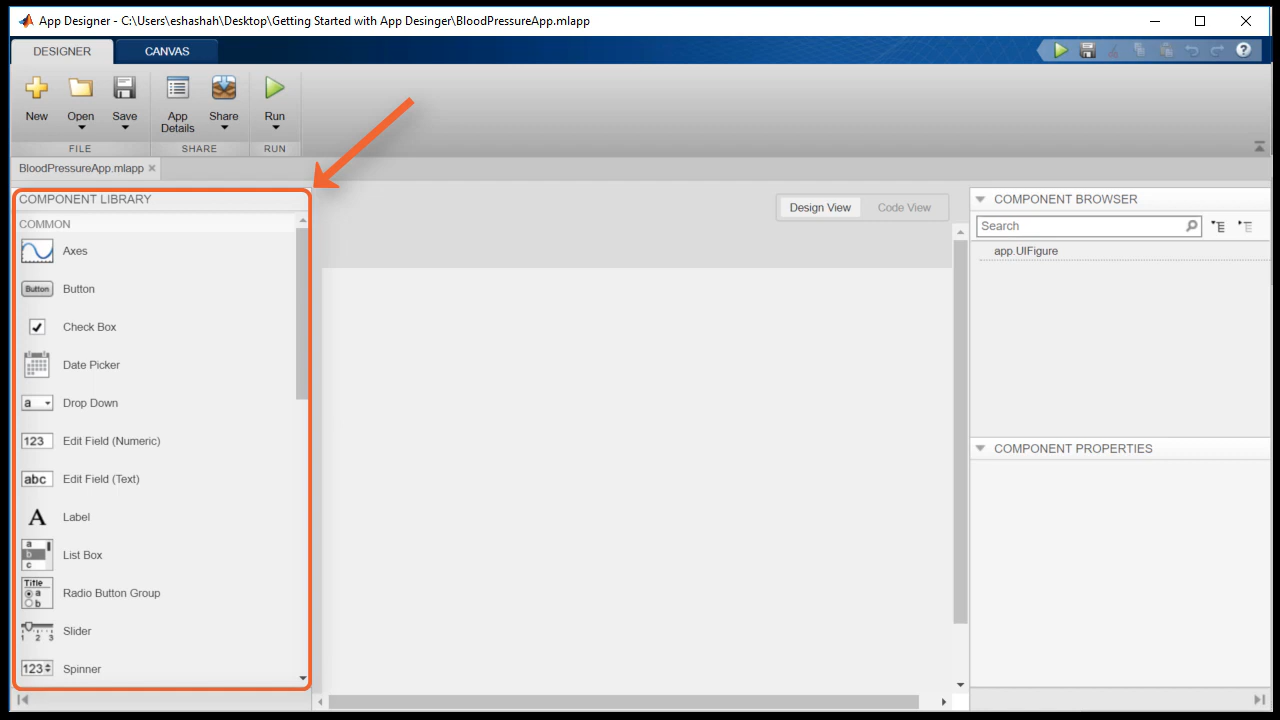 App Designer - C:\Users\eshashah\Desktop\Getting Started with App Desinger\BloodPressureApp.mlapp
DESIGNER CANVAS
New Open Save App Details Share Run
FILE SHARE RUN
BloodPressureApp.mlapp
COMPONENT LIBRARY
COMMON
Axes
Button Button
Check Box
Date Picker
a Drop Down
123 Edit Field (Numeric)
abc Edit Field (Text)
A Label
a
b List Box
c
Title
a Radio Button Group
b
Slider
1 2 3
123 Spinner
Design View Code View
COMPONENT BROWSER
Search
app.UIFigure
COMPONENT PROPERTIES